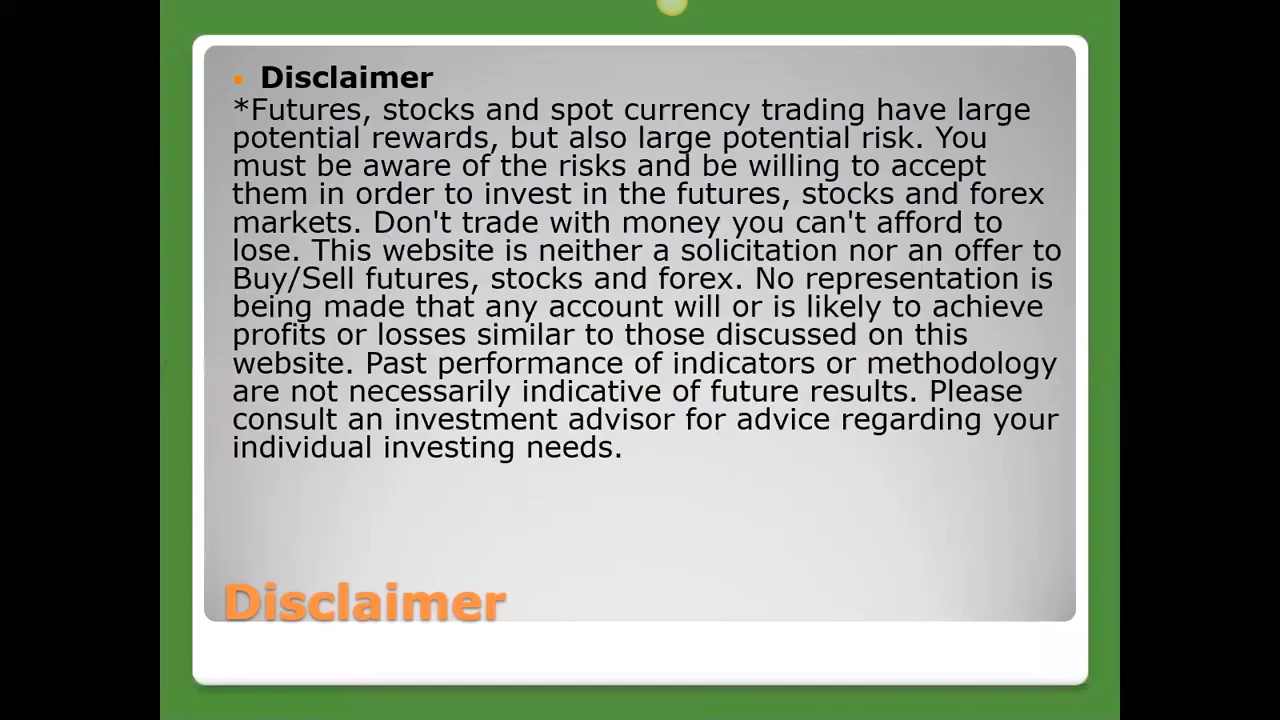 • Disclaimer
*Futures, stocks and spot currency trading have large
potential rewards, but also large potential risk. You
must be aware of the risks and be willing to accept
them in order to invest in the futures, stocks and forex
markets. Don't trade with money you can't afford to
lose. This website is neither a solicitation nor an offer to
Buy/Sell futures, stocks and forex. No representation is
being made that any account will or is likely to achieve
profits or losses similar to those discussed on this
website. Past performance of indicators or methodology
are not necessarily indicative of future results. Please
consult an investment advisor for advice regarding your
individual investing needs.
Disclaimer